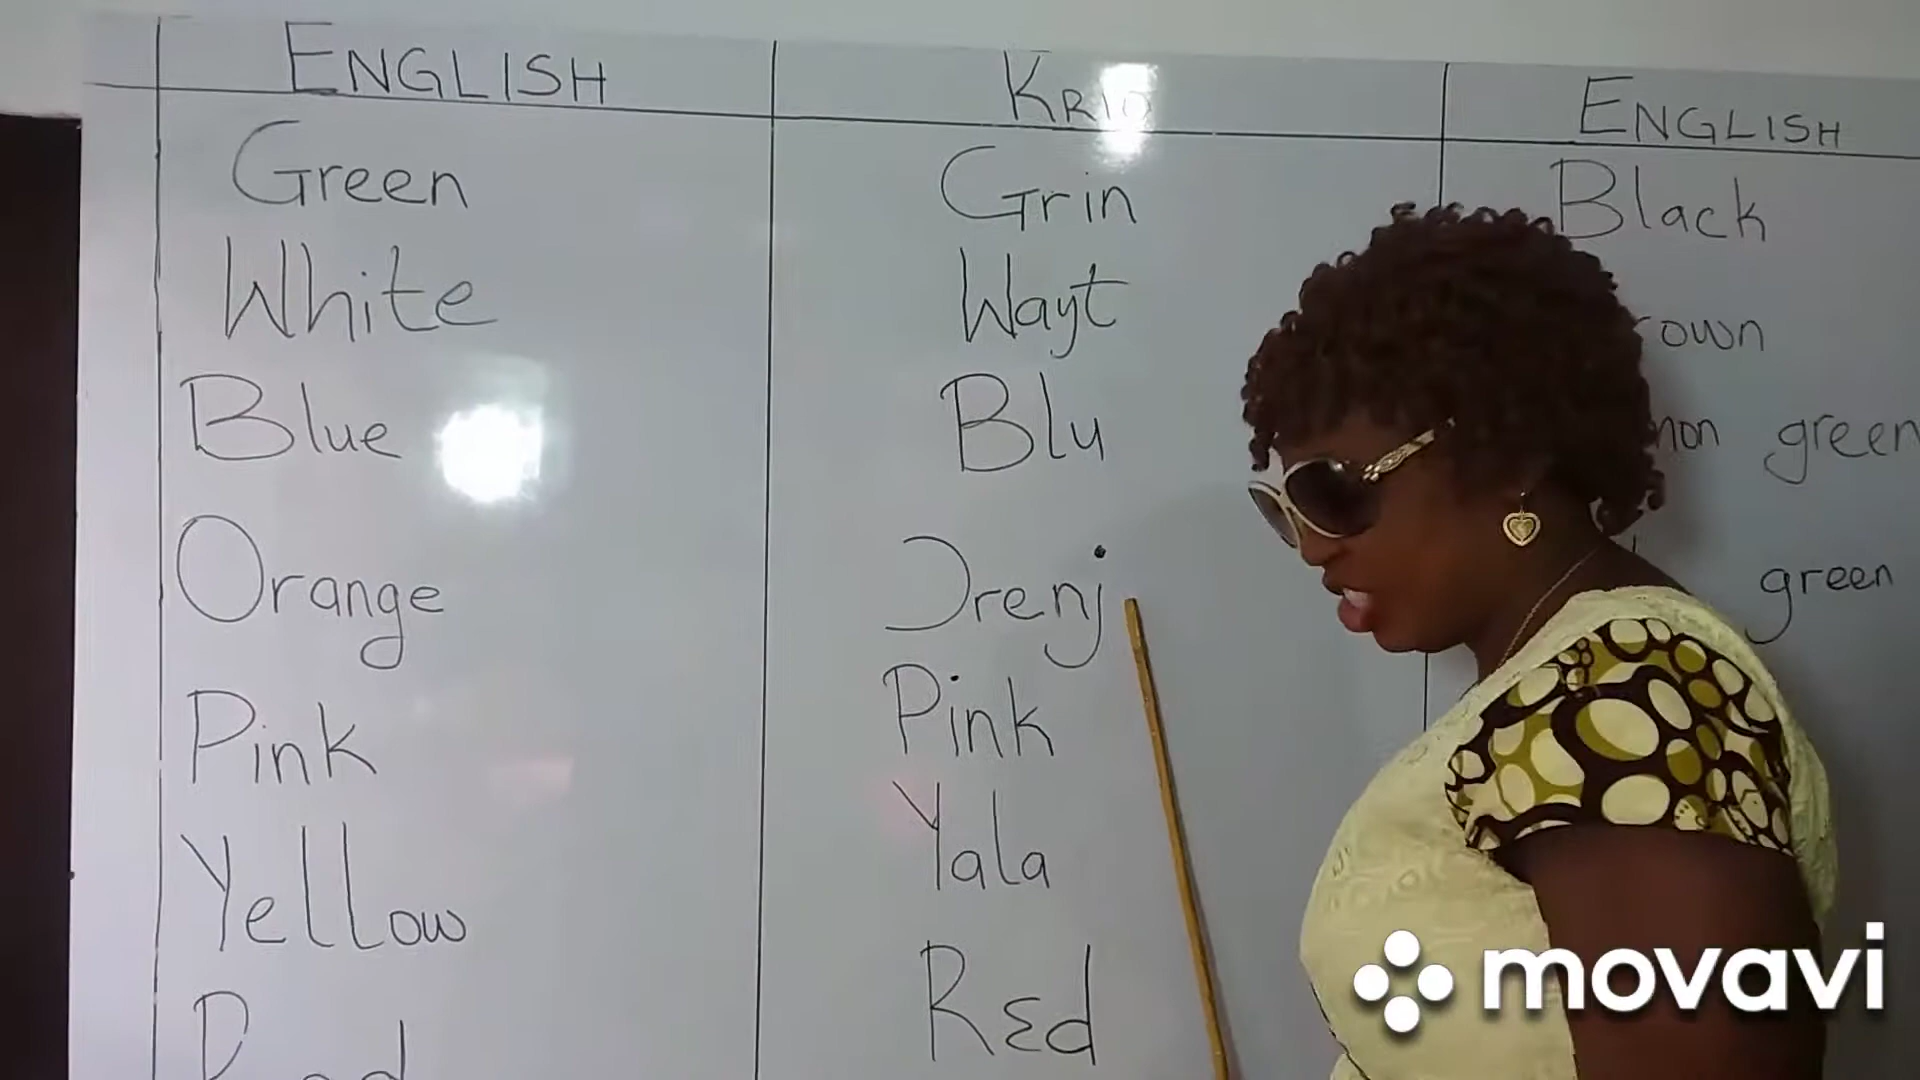 ENGLISH KRIO ENGLISH
Green Grin Black
White Wayt
Blue Blu green
Orange Ɔrenj green
Pink Pink
Yellow Yala
Rɛd
movavi